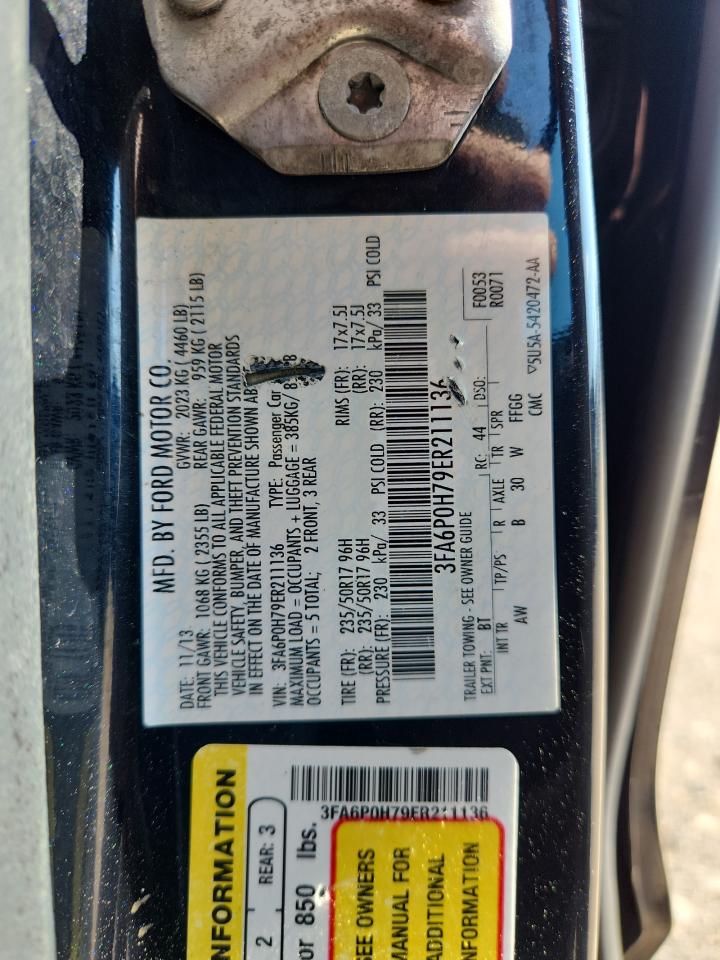 MFD. BY FORD MOTOR CO.
DATE: 11/13 GVWR: 2023 KG ( 4460 LB)
FRONT GAWR: 1068 KG ( 2355 LB) REAR GAWR: 959 KG ( 2115 LB)
THIS VEHICLE CONFORMS TO ALL APPLICABLE FEDERAL MOTOR
VEHICLE SAFETY, BUMPER, AND THEFT PREVENTION STANDARDS
IN EFFECT ON THE DATE OF MANUFACTURE SHOWN
VIN: 3FA6P0H79ER211136 TYPE: Passenger Car
MAXIMUM LOAD = OCCUPANTS + LUGGAGE = 385KG/
OCCUPANTS = 5 TOTAL; 2 FRONT, 3 REAR
TIRE (FR): 235/50R17 96H RIMS (FR): 17x7.5J
(RR): 235/50R17 96H (RR): 17x7.5J
PRESSURE (FR): 230 kPa/ 33 PSI COLD (RR): 230 kPa/ 33 PSI COLD
3FA6P0H79ER211136
TRAILER TOWING - SEE OWNER GUIDE
F0053
R0071
EXT PNT: BT RC: 44 DSO:
INT TR TP/PS R AXLE TR SPR
AW B 30 W FFGG
CMC ▽5U5A-5420472-AA
NFORMATION
2 REAR: 3
or 850 lbs.
3FA6P0H79ER211136
SEE OWNERS
MANUAL FOR
ADDITIONAL
INFORMATION